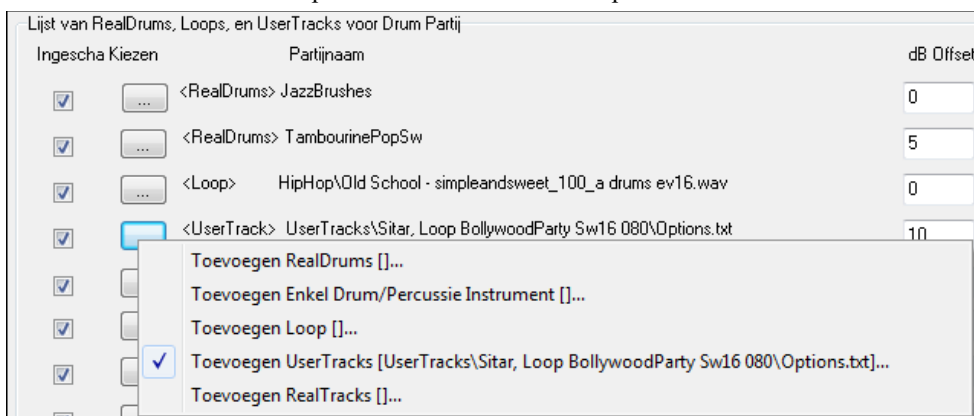 Lijst van RealDrums, Loops, en UserTracks voor Drum Partij
Ingescha Kiezen Partijnaam dB Offset
... <RealDrums> JazzBrushes 0
... <RealDrums> TambourinePopSw 5
... <Loop> HipHop\Old School - simpleandsweet_100_a drums ev16.wav 0
<UserTrack> UserTracks\Sitar, Loop BollywoodParty Sw16 080\Options.txt 10
Toevoegen RealDrums []...
Toevoegen Enkel Drum/Percussie Instrument []...
Toevoegen Loop []...
Toevoegen UserTracks [UserTracks\Sitar, Loop BollywoodParty Sw16 080\Options.txt]...
Toevoegen RealTracks []...